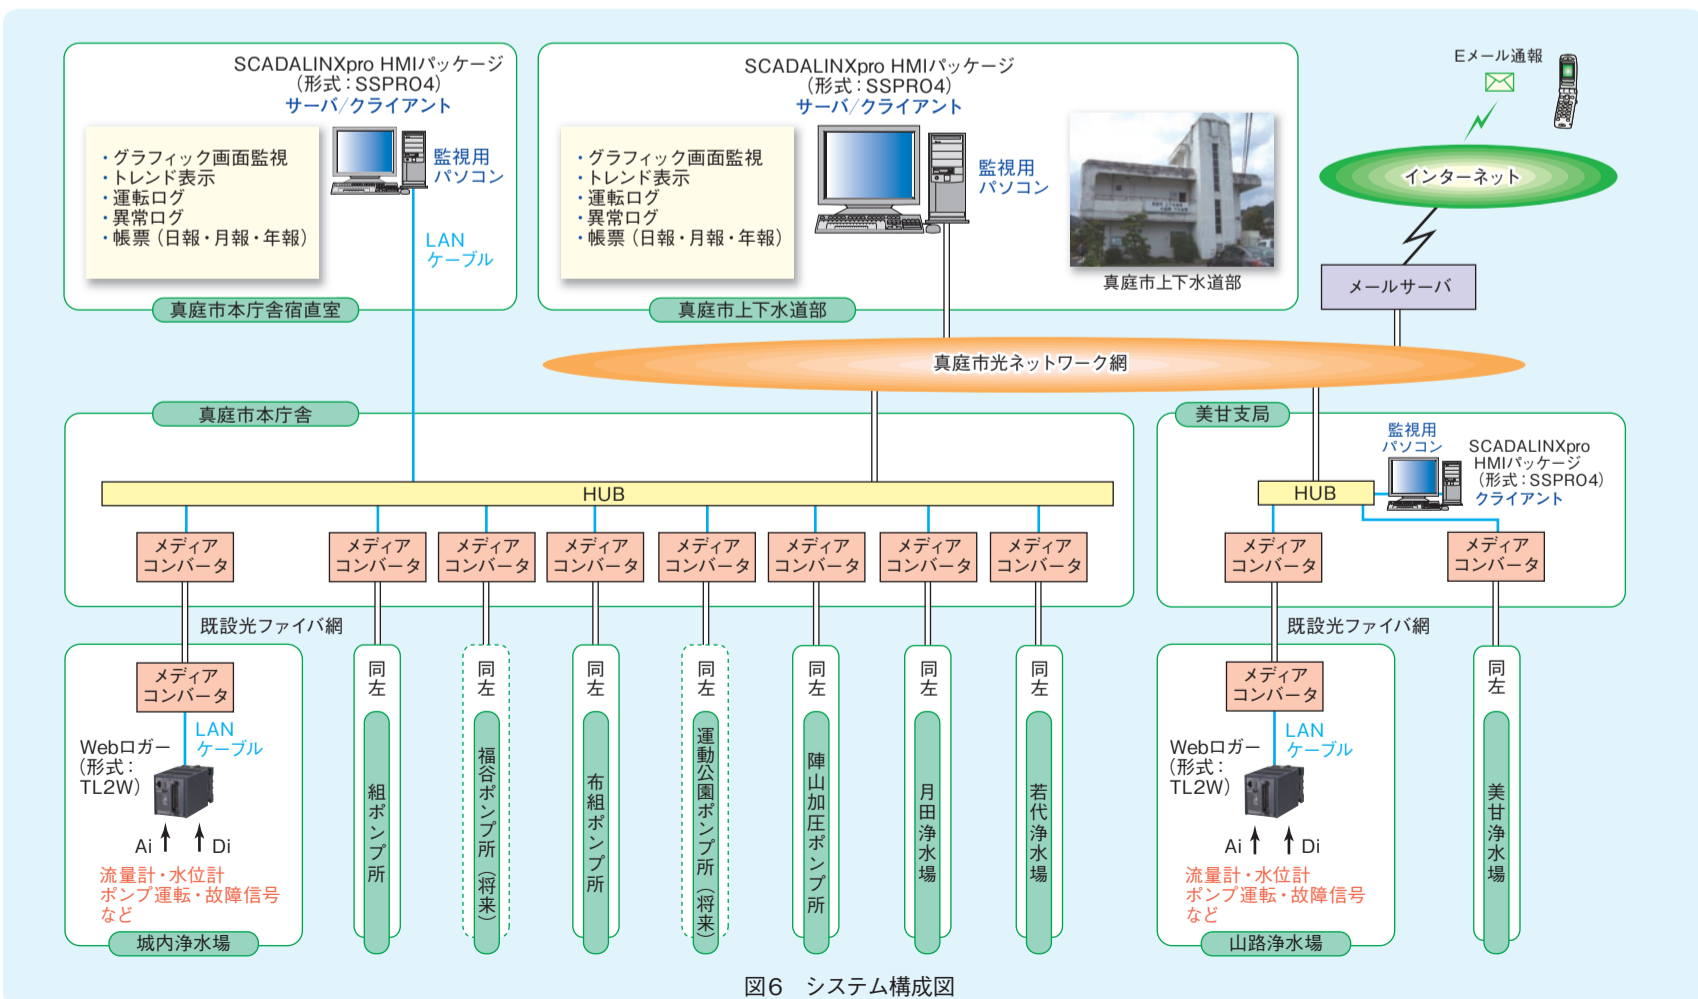 SCADALINXpro HMIパッケージ
（形式：SSPRO4）
サーバ/クライアント
・グラフィック画面監視
・トレンド表示
・運転ログ
・異常ログ
・帳票（日報・月報・年報）
監視用
パソコン
LAN
ケーブル
真庭市本庁舎宿直室
SCADALINXpro HMIパッケージ
（形式：SSPRO4）
サーバ/クライアント
・グラフィック画面監視
・トレンド表示
・運転ログ
・異常ログ
・帳票（日報・月報・年報）
監視用
パソコン
真庭市上下水道部
真庭市上下水道部
Eメール通報
インターネット
メールサーバ
真庭市光ネットワーク網
真庭市本庁舎
HUB
メディア
コンバータ
メディア
コンバータ
メディア
コンバータ
メディア
コンバータ
メディア
コンバータ
メディア
コンバータ
メディア
コンバータ
メディア
コンバータ
美甘支局
監視用
パソコン
SCADALINXpro
HMIパッケージ
（形式：SSPRO4）
クライアント
HUB
メディア
コンバータ
メディア
コンバータ
既設光ファイバ網
メディア
コンバータ
LAN
ケーブル
Webロガー
（形式：
TL2W）
Ai
Di
流量計・水位計
ポンプ運転・故障信号
など
城内浄水場
同左
組ポンプ所
同左
福谷ポンプ所（将来）
同左
布組ポンプ所
同左
運動公園ポンプ所（将来）
同左
陣山加圧ポンプ所
同左
月田浄水場
同左
若代浄水場
既設光ファイバ網
メディア
コンバータ
LAN
ケーブル
Webロガー
（形式：
TL2W）
Ai
Di
流量計・水位計
ポンプ運転・故障信号
など
山路浄水場
同左
美甘浄水場
図6　システム構成図